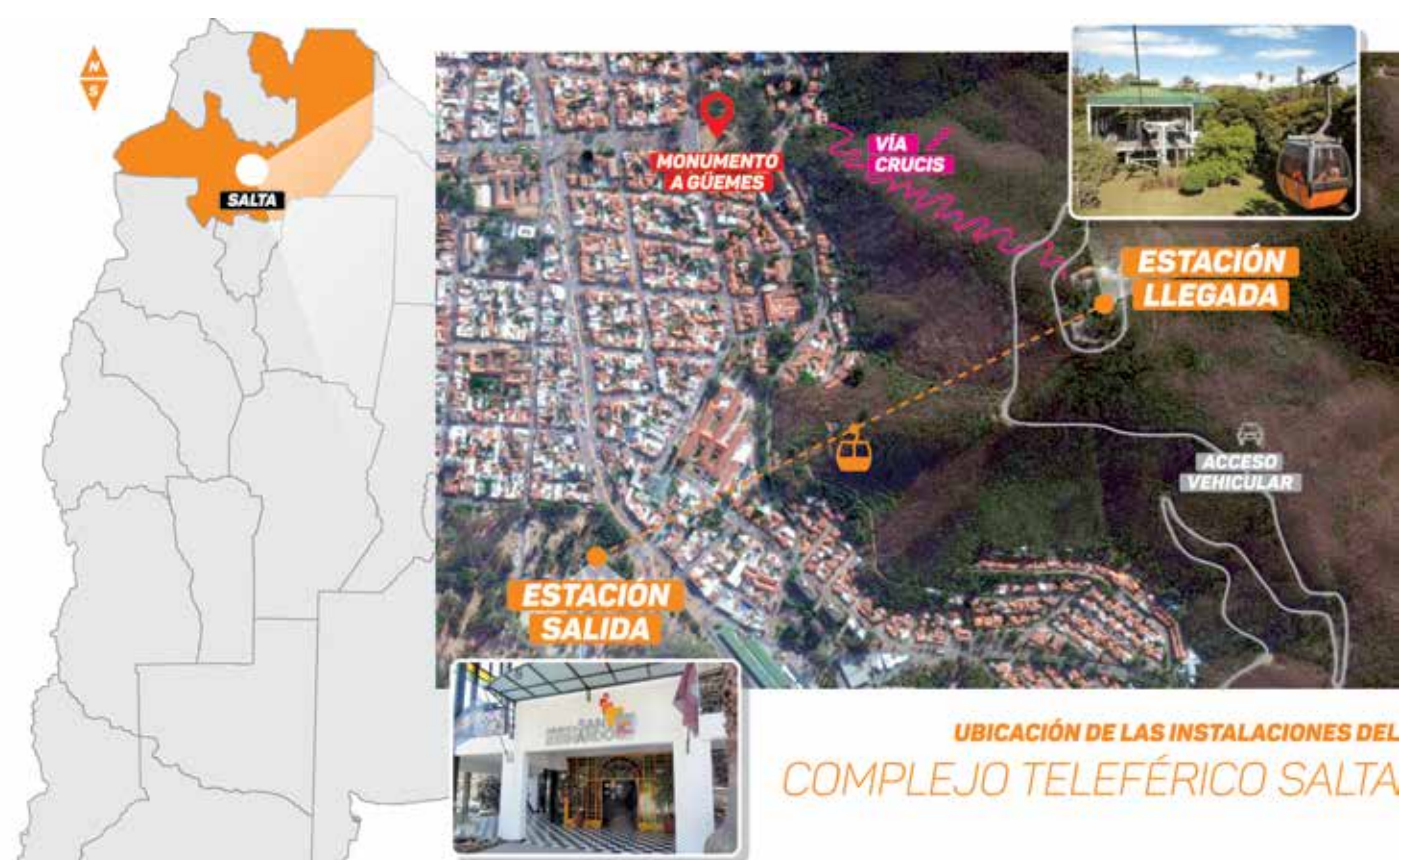 N
S
SALTA
MONUMENTO
A GÜEMES
VÍA
CRUCIS
ESTACIÓN
LLEGADA
ACCESO
VEHICULAR
ESTACIÓN
SALIDA
UBICACIÓN DE LAS INSTALACIONES DEL
COMPLEJO TELEFÉRICO SALTA